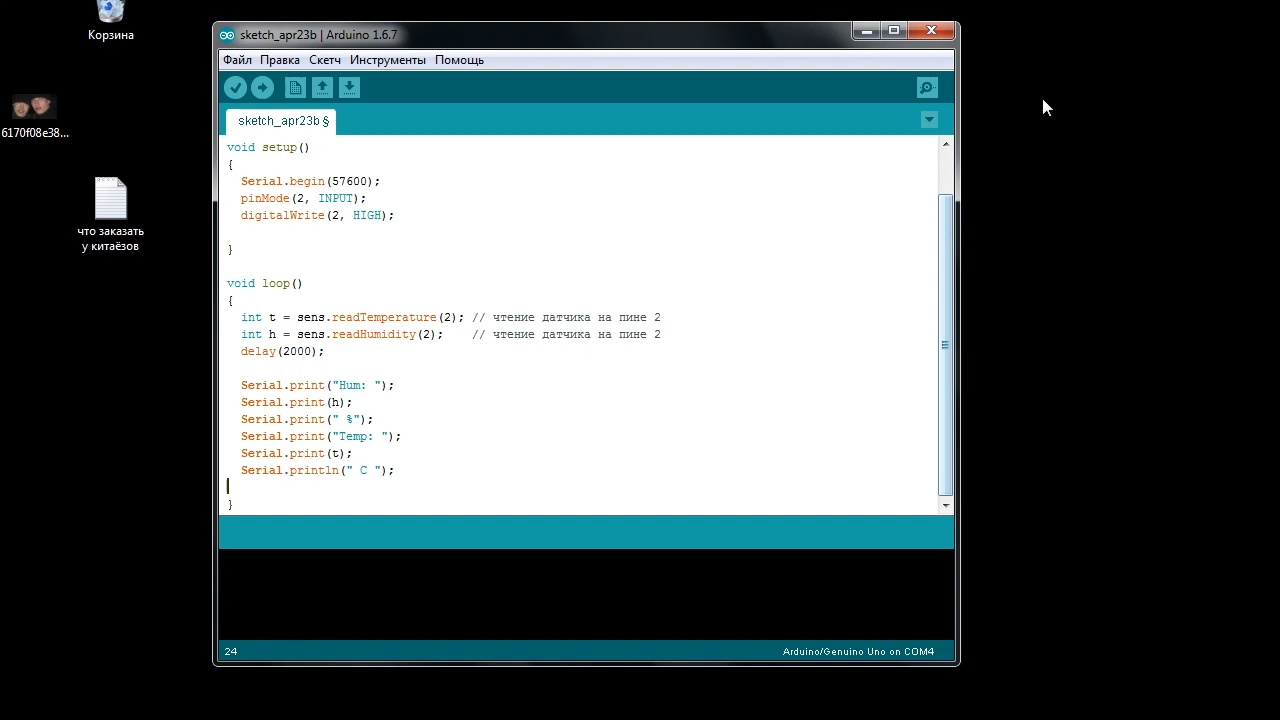 Корзина
6170f08e38...
что заказать
у китаёзов
sketch_apr23b | Arduino 1.6.7
Файл Правка Скетч Инструменты Помощь
sketch_apr23b §
void setup()
{
Serial.begin(57600);
pinMode(2, INPUT);
digitalWrite(2, HIGH);
}
void loop()
{
int t = sens.readTemperature(2); // чтение датчика на пине 2
int h = sens.readHumidity(2); // чтение датчика на пине 2
delay(2000);
Serial.print("Hum: ");
Serial.print(h);
Serial.print(" %");
Serial.print("Temp: ");
Serial.print(t);
Serial.println(" C ");
}
24
Arduino/Genuino Uno on COM4